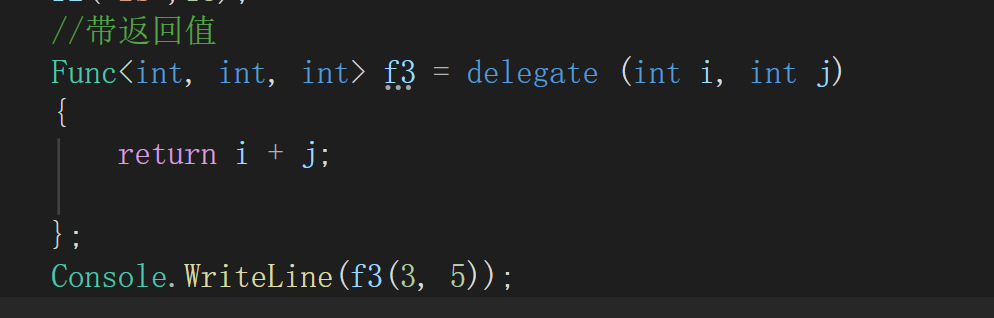 //带返回值
Func<int, int, int> f3 = delegate (int i, int j)
{
return i + j;
};
Console.WriteLine(f3(3, 5));